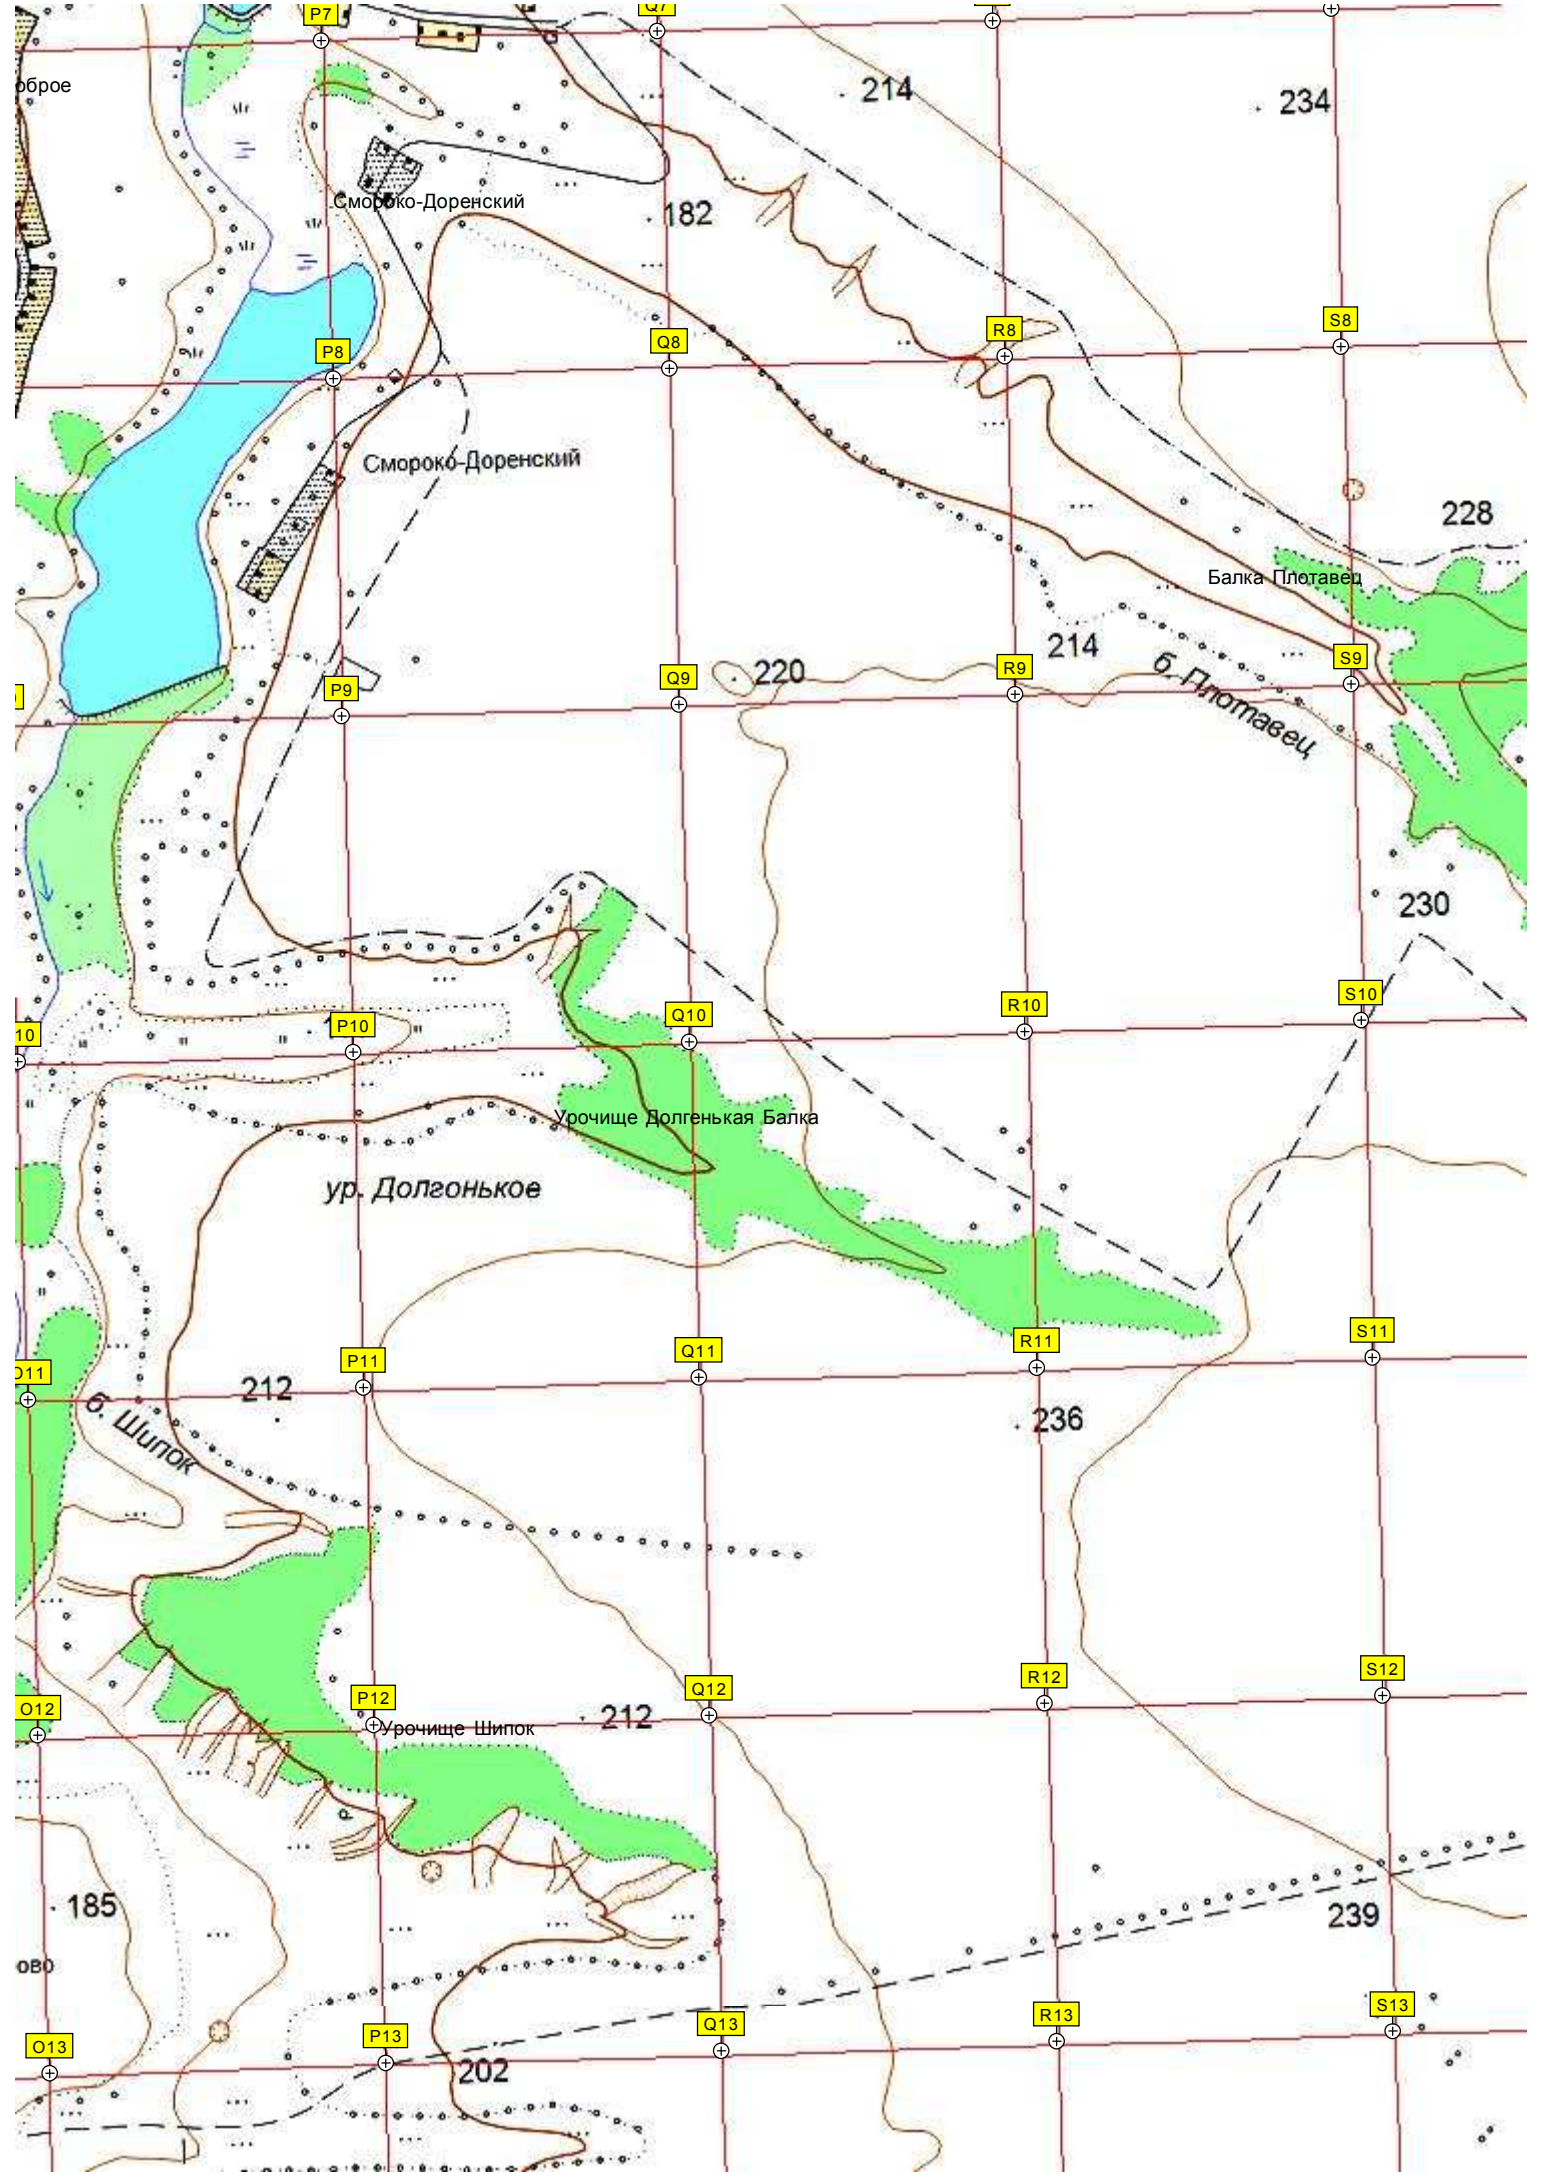 P7
Q7
оброе
214
234
Смороко-Доренский
182
S8
R8
Q8
P8
Смороко-Доренский
228
Балка Плотавец
214
S9
б. Плотавец
R9
220
Q9
P9
230
S10
R10
Q10
P10
10
Урочище Долгенькая Балка
ур. Долгонькое
S11
R11
Q11
P11
O11
212
236
б. Шипок
S12
R12
Q12
P12
O12
212
Урочище Шипок
185
239
ово
S13
R13
Q13
P13
O13
202